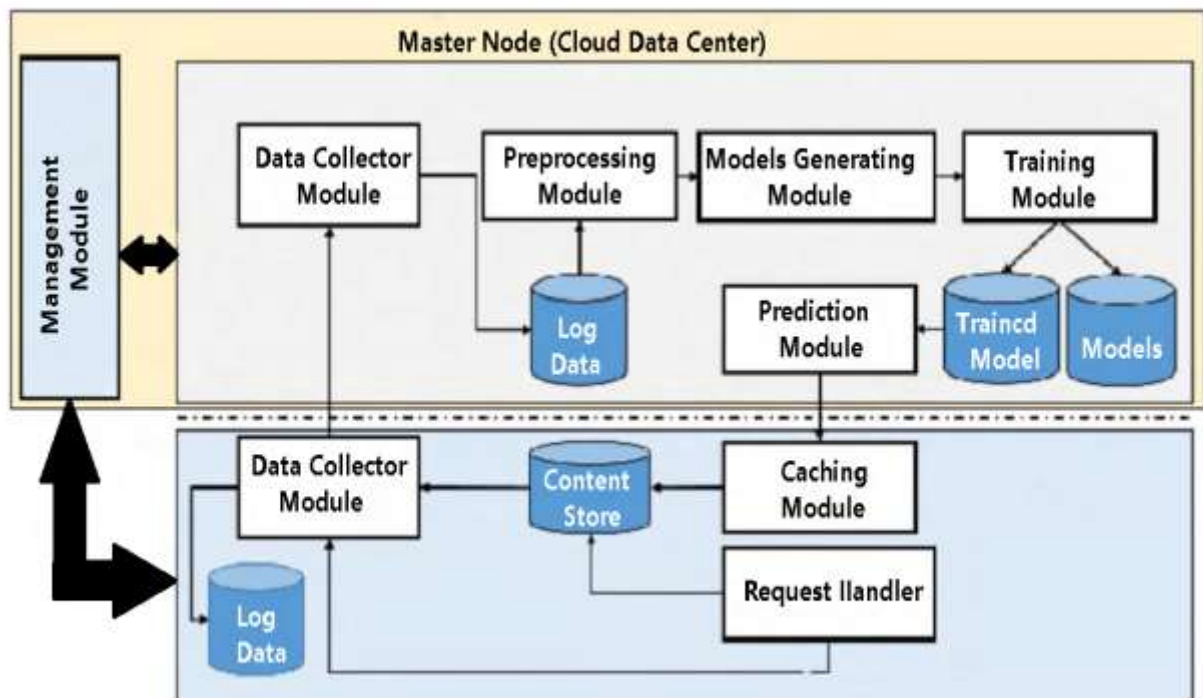 Master Node (Cloud Data Center)
Management
Module
Data Collector
Module
Preprocessing
Module
Models Generating
Module
Training
Module
Log
Data
Prediction
Module
Traincd
Model
Models
Data Collector
Module
Content
Store
Caching
Module
Request IIandler
Log
Data